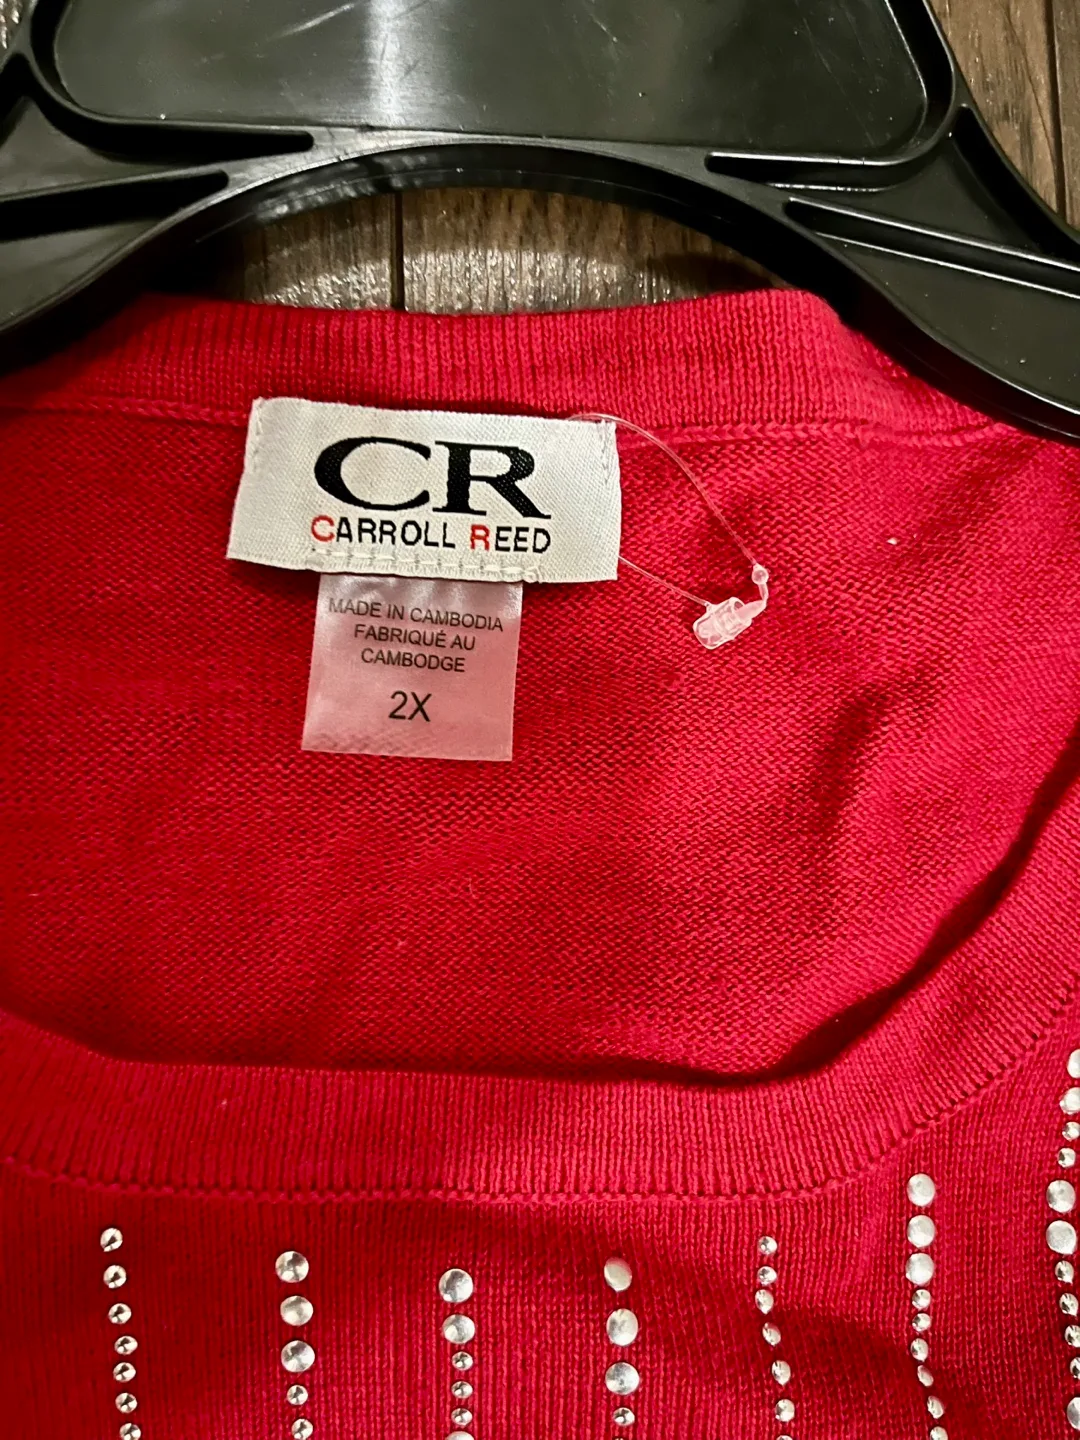 CR
CARROLL REED
MADE IN CAMBODIA
FABRIQUÉ AU
CAMBODGE
2X